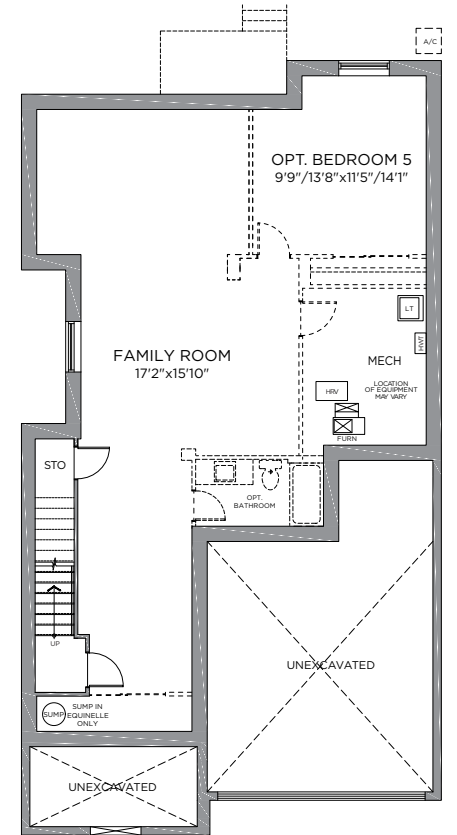 A/C
OPT. BEDROOM 5
9'9"/13'8"x11'5"/14'1"
LT
HWT
FAMILY ROOM
17'2"x15'10"
MECH
LOCATION
OF EQUIPMENT
MAY VARY
HRV
FURN
STO
OPT.
BATHROOM
UP
UNEXCAVATED
SUMP
SUMP IN
EQUINELLE
ONLY
UNEXCAVATED